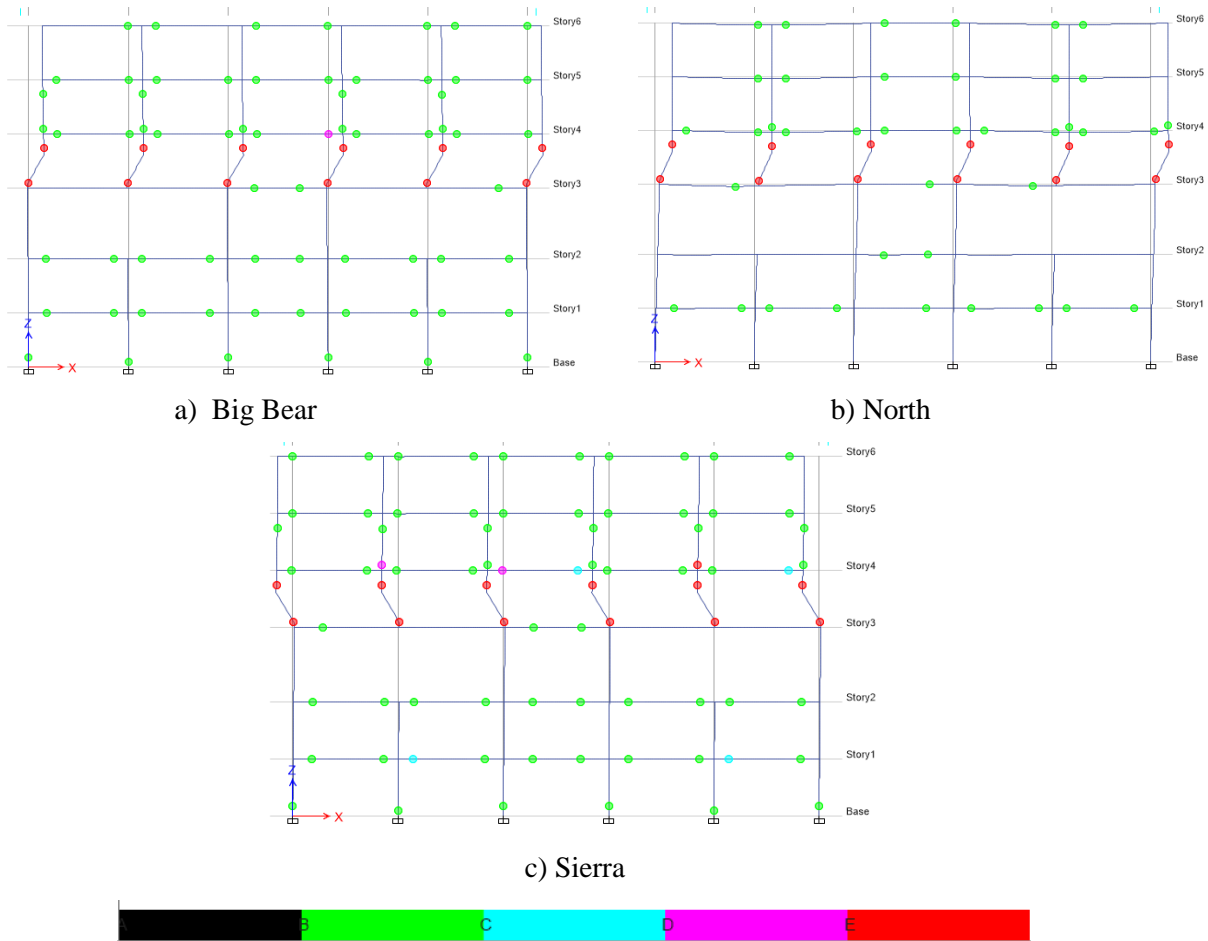 Story6
Story5
Story4
Story3
Story2
Story1
Base
Z
X
a) Big Bear
Story6
Story5
Story4
Story3
Story2
Story1
Base
Z
X
b) North
Story6
Story5
Story4
Story3
Story2
Story1
Base
Z
X
c) Sierra
A B C D E